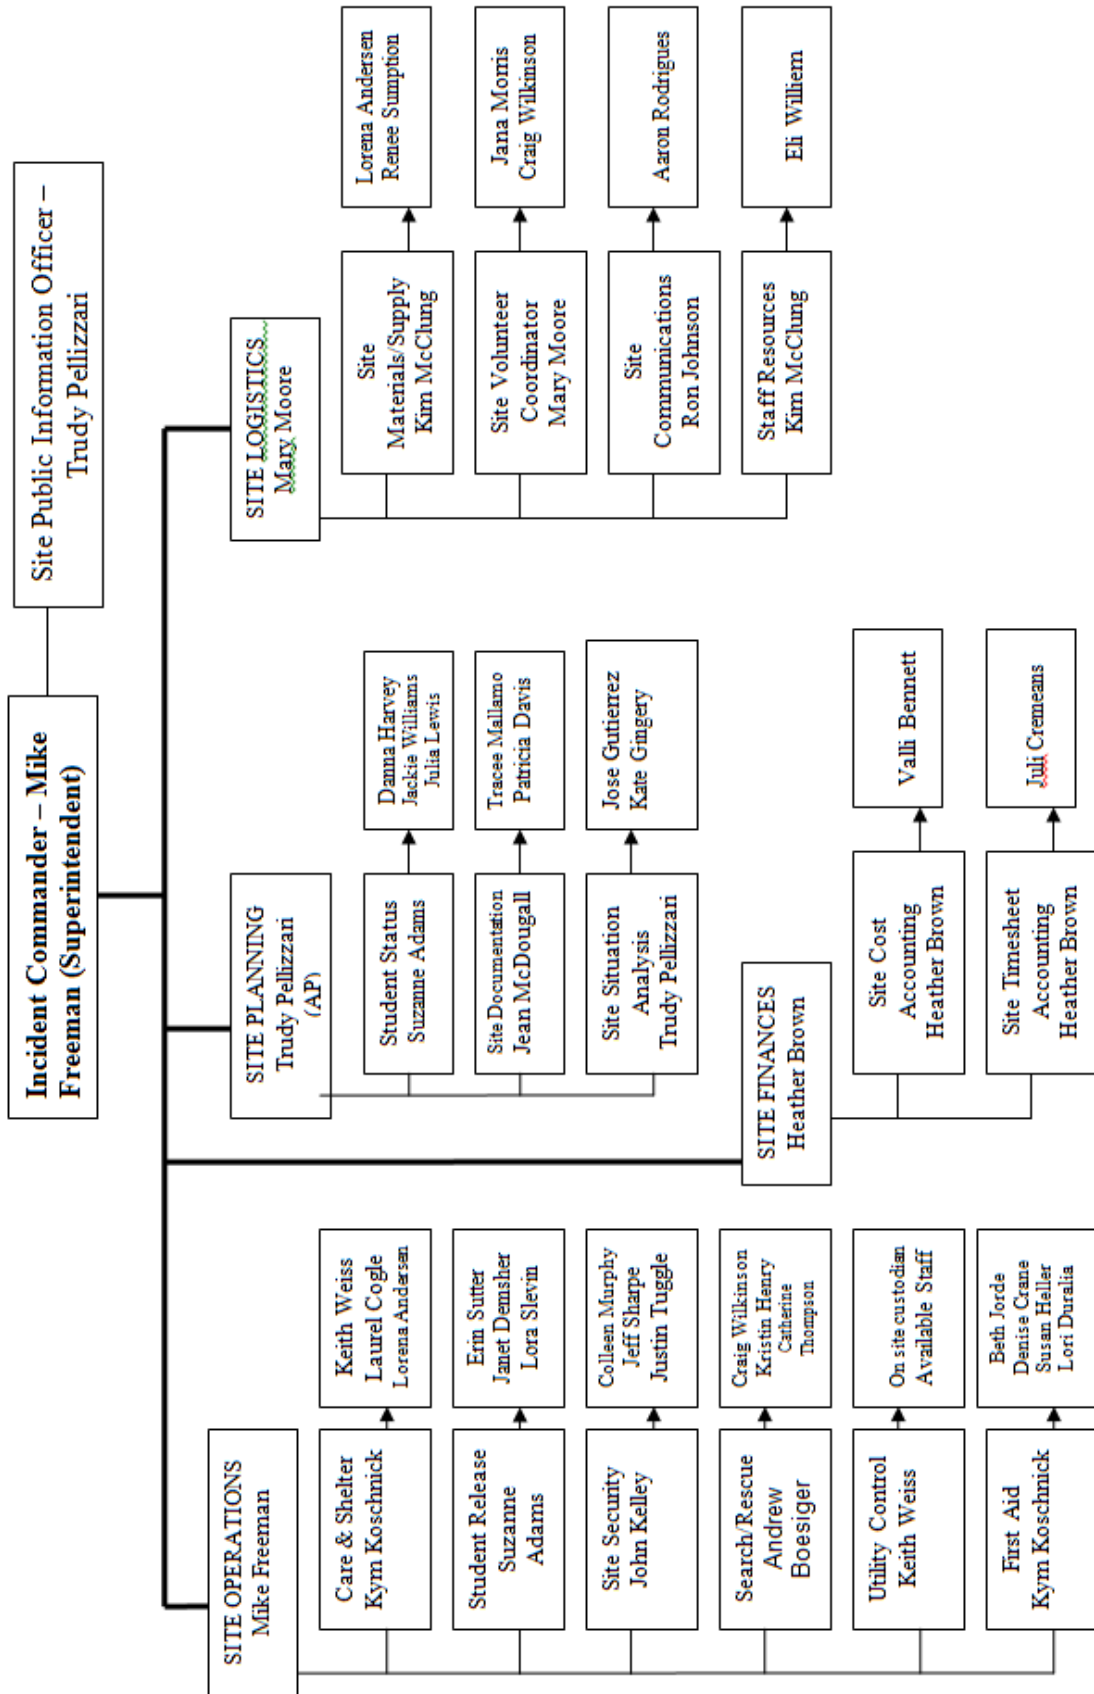 Incident Commander – Mike
Freeman (Superintendent)
Site Public Information Officer –
Trudy Pellizzari
SITE OPERATIONS
Mike Freeman
Care & Shelter
Kym Koschnick
Keith Weiss
Laurel Cogle
Lorena Andersen
Student Release
Suzanne
Adams
Erin Sutter
Janet Demsher
Lora Slevin
Site Security
John Kelley
Colleen Murphy
Jeff Sharpe
Justin Tuggle
Search/Rescue
Andrew
Boesiger
Craig Wilkinson
Kristin Henry
Catherine
Thompson
Utility Control
Keith Weiss
On site custodian
Available Staff
First Aid
Kym Koschnick
Beth Jorde
Denise Crane
Susan Haller
Lori Duralia
SITE PLANNING
Trudy Pellizzari
(AP)
Student Status
Suzanne Adams
Danna Harvey
Jackie Williams
Julia Lewis
Site Documentation
Jean McDougall
Tracee Mallamo
Patricia Davis
Site Situation
Analysis
Trudy Pellizzari
Jose Gutierrez
Kate Gingery
SITE FINANCES
Heather Brown
Site Cost
Accounting
Heather Brown
Valli Bennett
Site Timesheet
Accounting
Heather Brown
Juli Cremeans
SITE LOGISTICS
Mary Moore
Site
Materials/Supply
Kim McClung
Lorena Andersen
Renee Sumption
Site Volunteer
Coordinator
Mary Moore
Jana Morris
Craig Wilkinson
Site
Communications
Ron Johnson
Aaron Rodrigues
Staff Resources
Kim McClung
Eli Williem